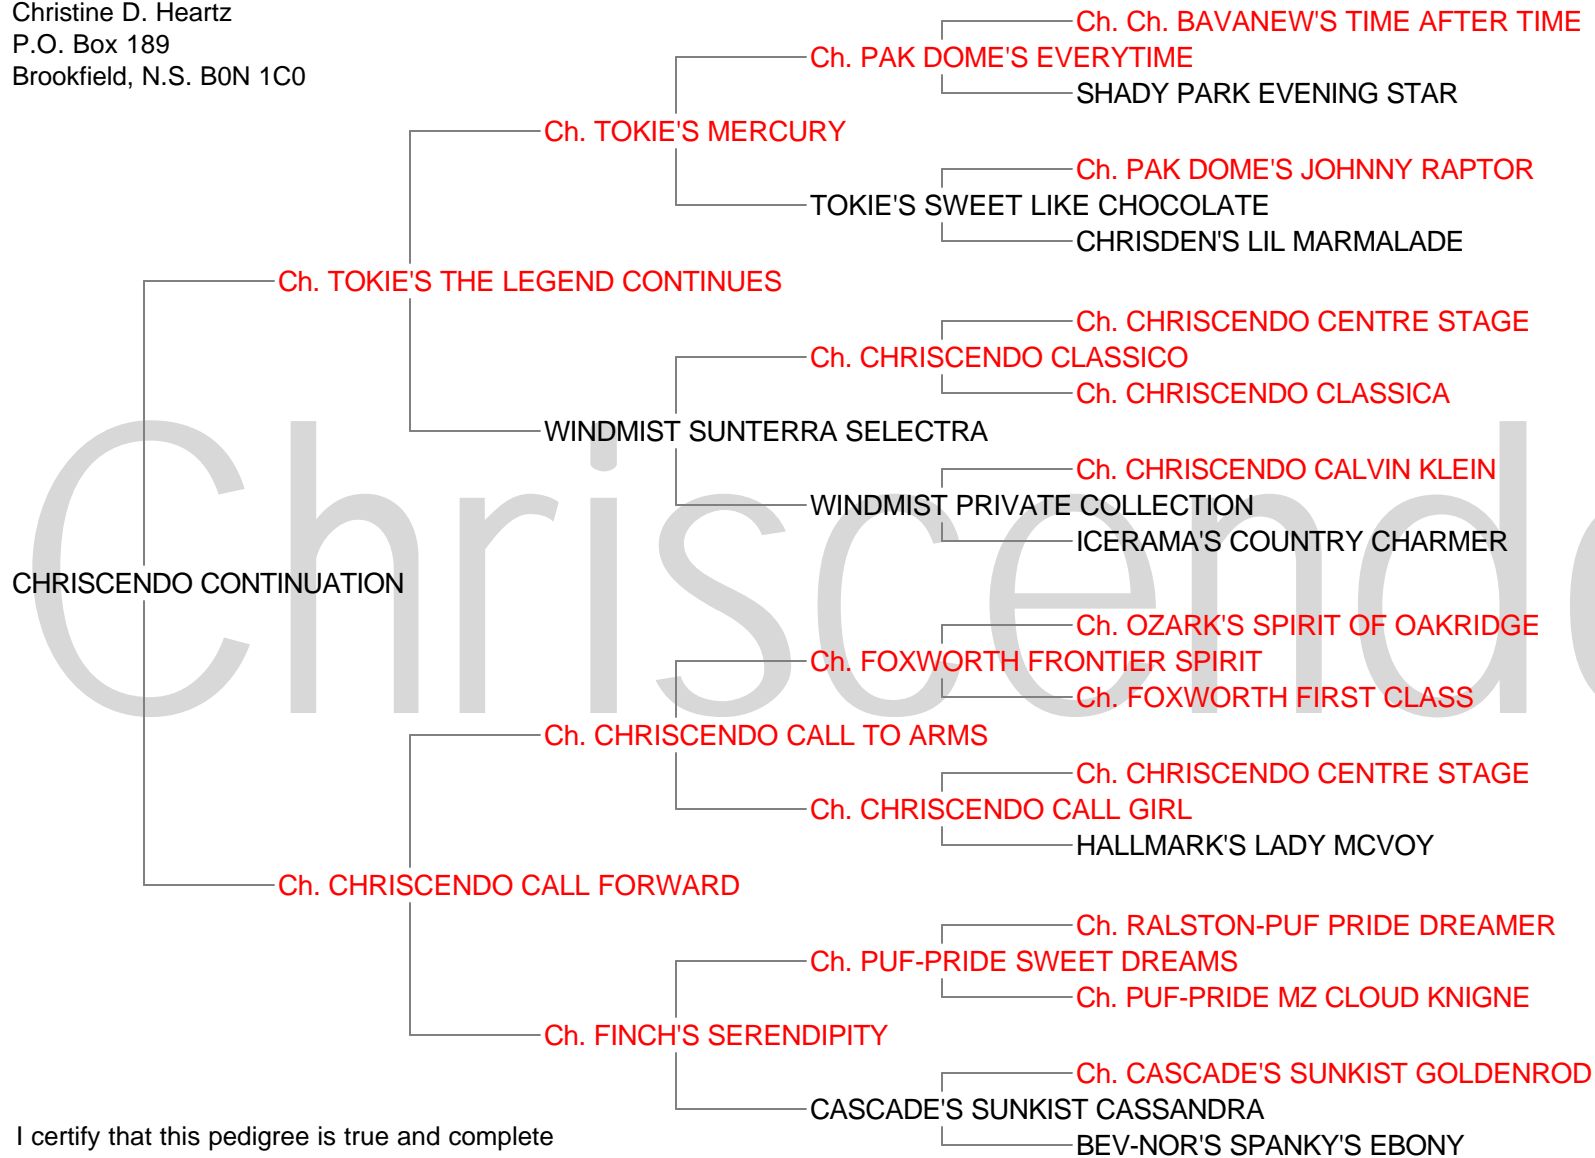 Christine D. Heartz
P.O. Box 189
Brookfield, N.S. B0N 1C0
Ch. Ch. BAVANEW'S TIME AFTER TIME
Ch. PAK DOME'S EVERYTIME
SHADY PARK EVENING STAR
Ch. TOKIE'S MERCURY
Ch. PAK DOME'S JOHNNY RAPTOR
TOKIE'S SWEET LIKE CHOCOLATE
CHRISDEN'S LIL MARMALADE
Ch. TOKIE'S THE LEGEND CONTINUES
Ch. CHRISCENDO CENTRE STAGE
Ch. CHRISCENDO CLASSICO
Ch. CHRISCENDO CLASSICA
WINDMIST SUNTERRA SELECTRA
Ch. CHRISCENDO CALVIN KLEIN
WINDMIST PRIVATE COLLECTION
ICERAMA'S COUNTRY CHARMER
Chriscendo
CHRISCENDO CONTINUATION
Ch. OZARK'S SPIRIT OF OAKRIDGE
Ch. FOXWORTH FRONTIER SPIRIT
Ch. FOXWORTH FIRST CLASS
Ch. CHRISCENDO CALL TO ARMS
Ch. CHRISCENDO CENTRE STAGE
Ch. CHRISCENDO CALL GIRL
HALLMARK'S LADY MCVOY
Ch. CHRISCENDO CALL FORWARD
Ch. RALSTON-PUF PRIDE DREAMER
Ch. PUF-PRIDE SWEET DREAMS
Ch. PUF-PRIDE MZ CLOUD KNIGNE
Ch. FINCH'S SERENDIPITY
Ch. CASCADE'S SUNKIST GOLDENROD
CASCADE'S SUNKIST CASSANDRA
BEV-NOR'S SPANKY'S EBONY
I certify that this pedigree is true and complete